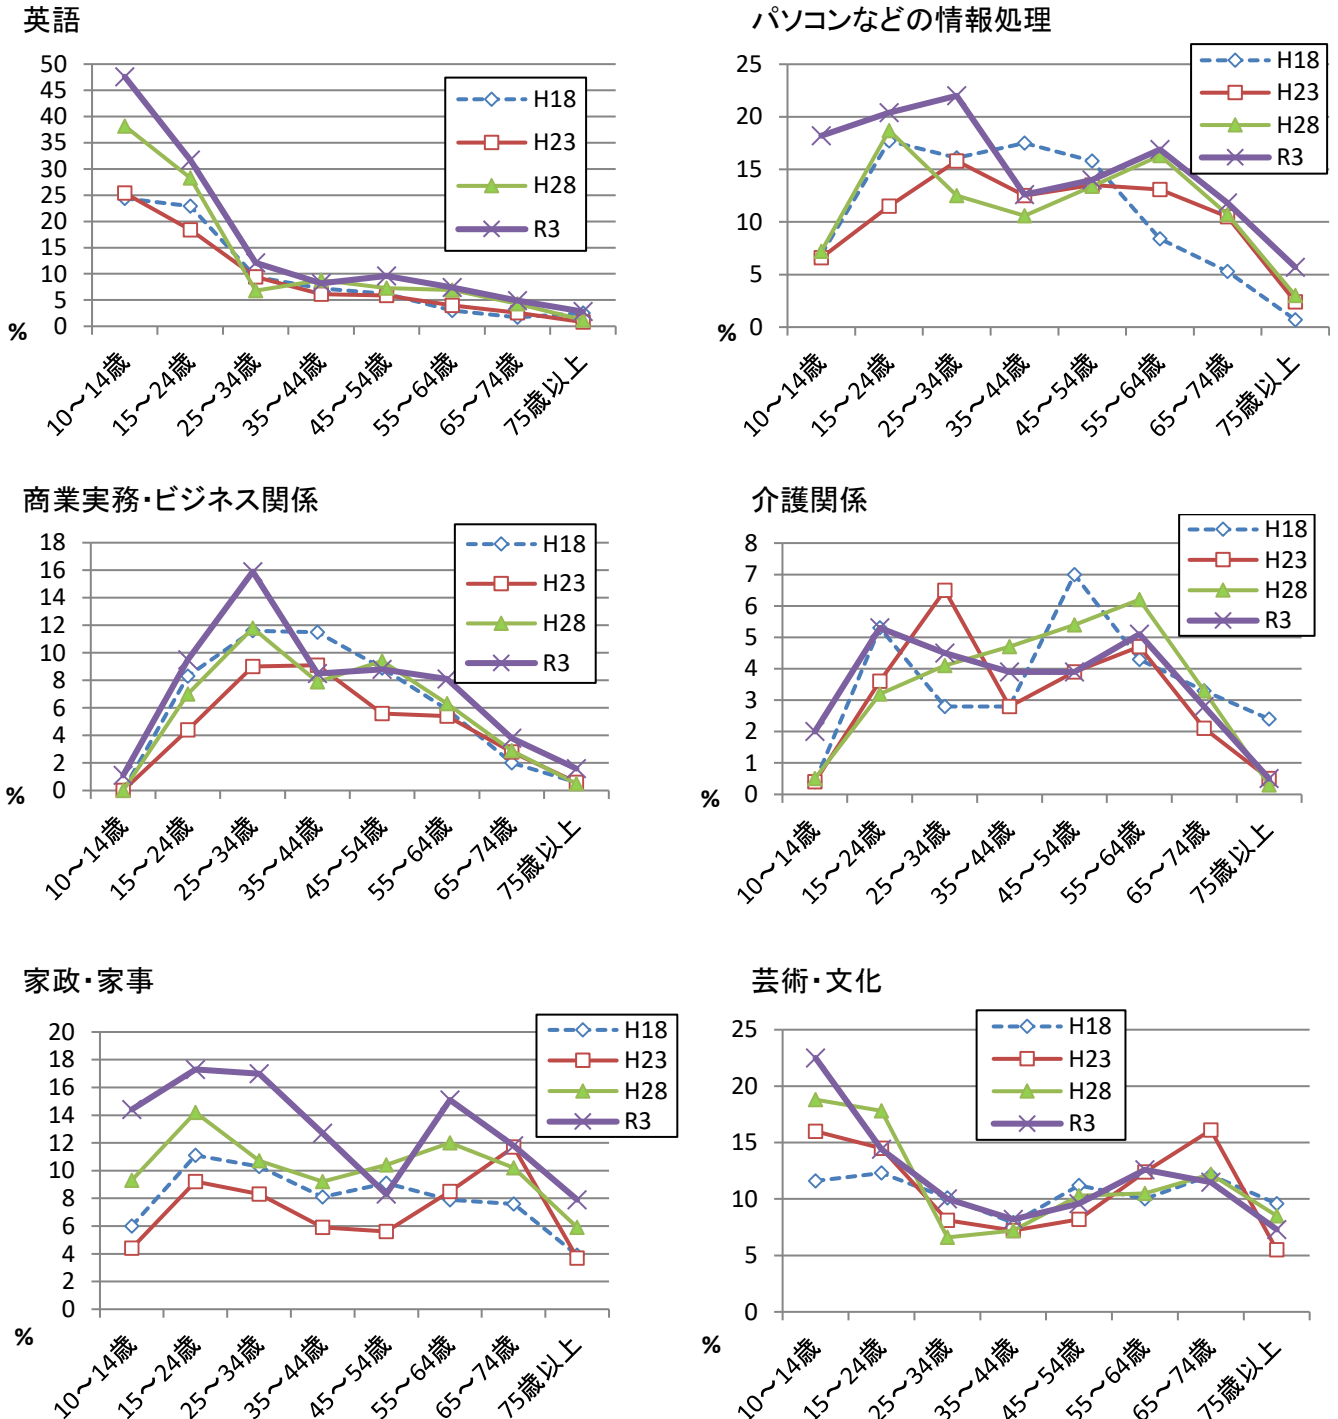 英語
50
45
40
35
30
25
20
15
10
5
0
%
H18
H23
H28
R3
10～14歳
15～24歳
25～34歳
35～44歳
45～54歳
55～64歳
65～74歳
75歳以上
パソコンなどの情報処理
25
20
15
10
5
0
%
H18
H23
H28
R3
10～14歳
15～24歳
25～34歳
35～44歳
45～54歳
55～64歳
65～74歳
75歳以上
商業実務・ビジネス関係
18
16
14
12
10
8
6
4
2
0
%
H18
H23
H28
R3
10～14歳
15～24歳
25～34歳
35～44歳
45～54歳
55～64歳
65～74歳
75歳以上
介護関係
8
7
6
5
4
3
2
1
0
%
H18
H23
H28
R3
10～14歳
15～24歳
25～34歳
35～44歳
45～54歳
55～64歳
65～74歳
75歳以上
家政・家事
20
18
16
14
12
10
8
6
4
2
0
%
H18
H23
H28
R3
10～14歳
15～24歳
25～34歳
35～44歳
45～54歳
55～64歳
65～74歳
75歳以上
芸術・文化
25
20
15
10
5
0
%
H18
H23
H28
R3
10～14歳
15～24歳
25～34歳
35～44歳
45～54歳
55～64歳
65～74歳
75歳以上